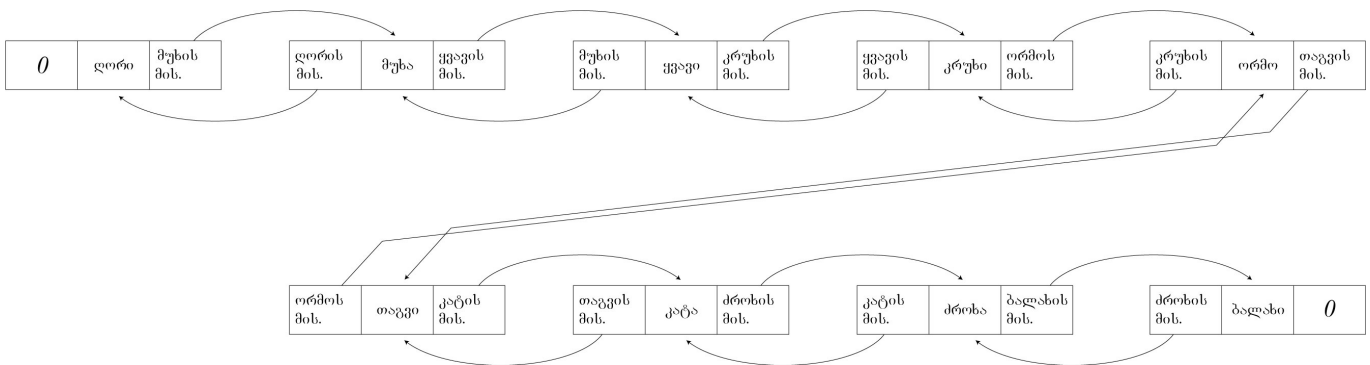 0 ღორი მუხის მის.
ღორის მის. მუხა ყვავის მის.
მუხის მის. ყვავი კრუხის მის.
ყვავის მის. კრუხი ორმოს მის.
კრუხის მის. ორმო თაგვის მის.
ორმოს მის. თაგვი კატის მის.
თაგვის მის. კატა ძროხის მის.
კატის მის. ძროხა ბალახის მის.
ძროხის მის. ბალახი 0